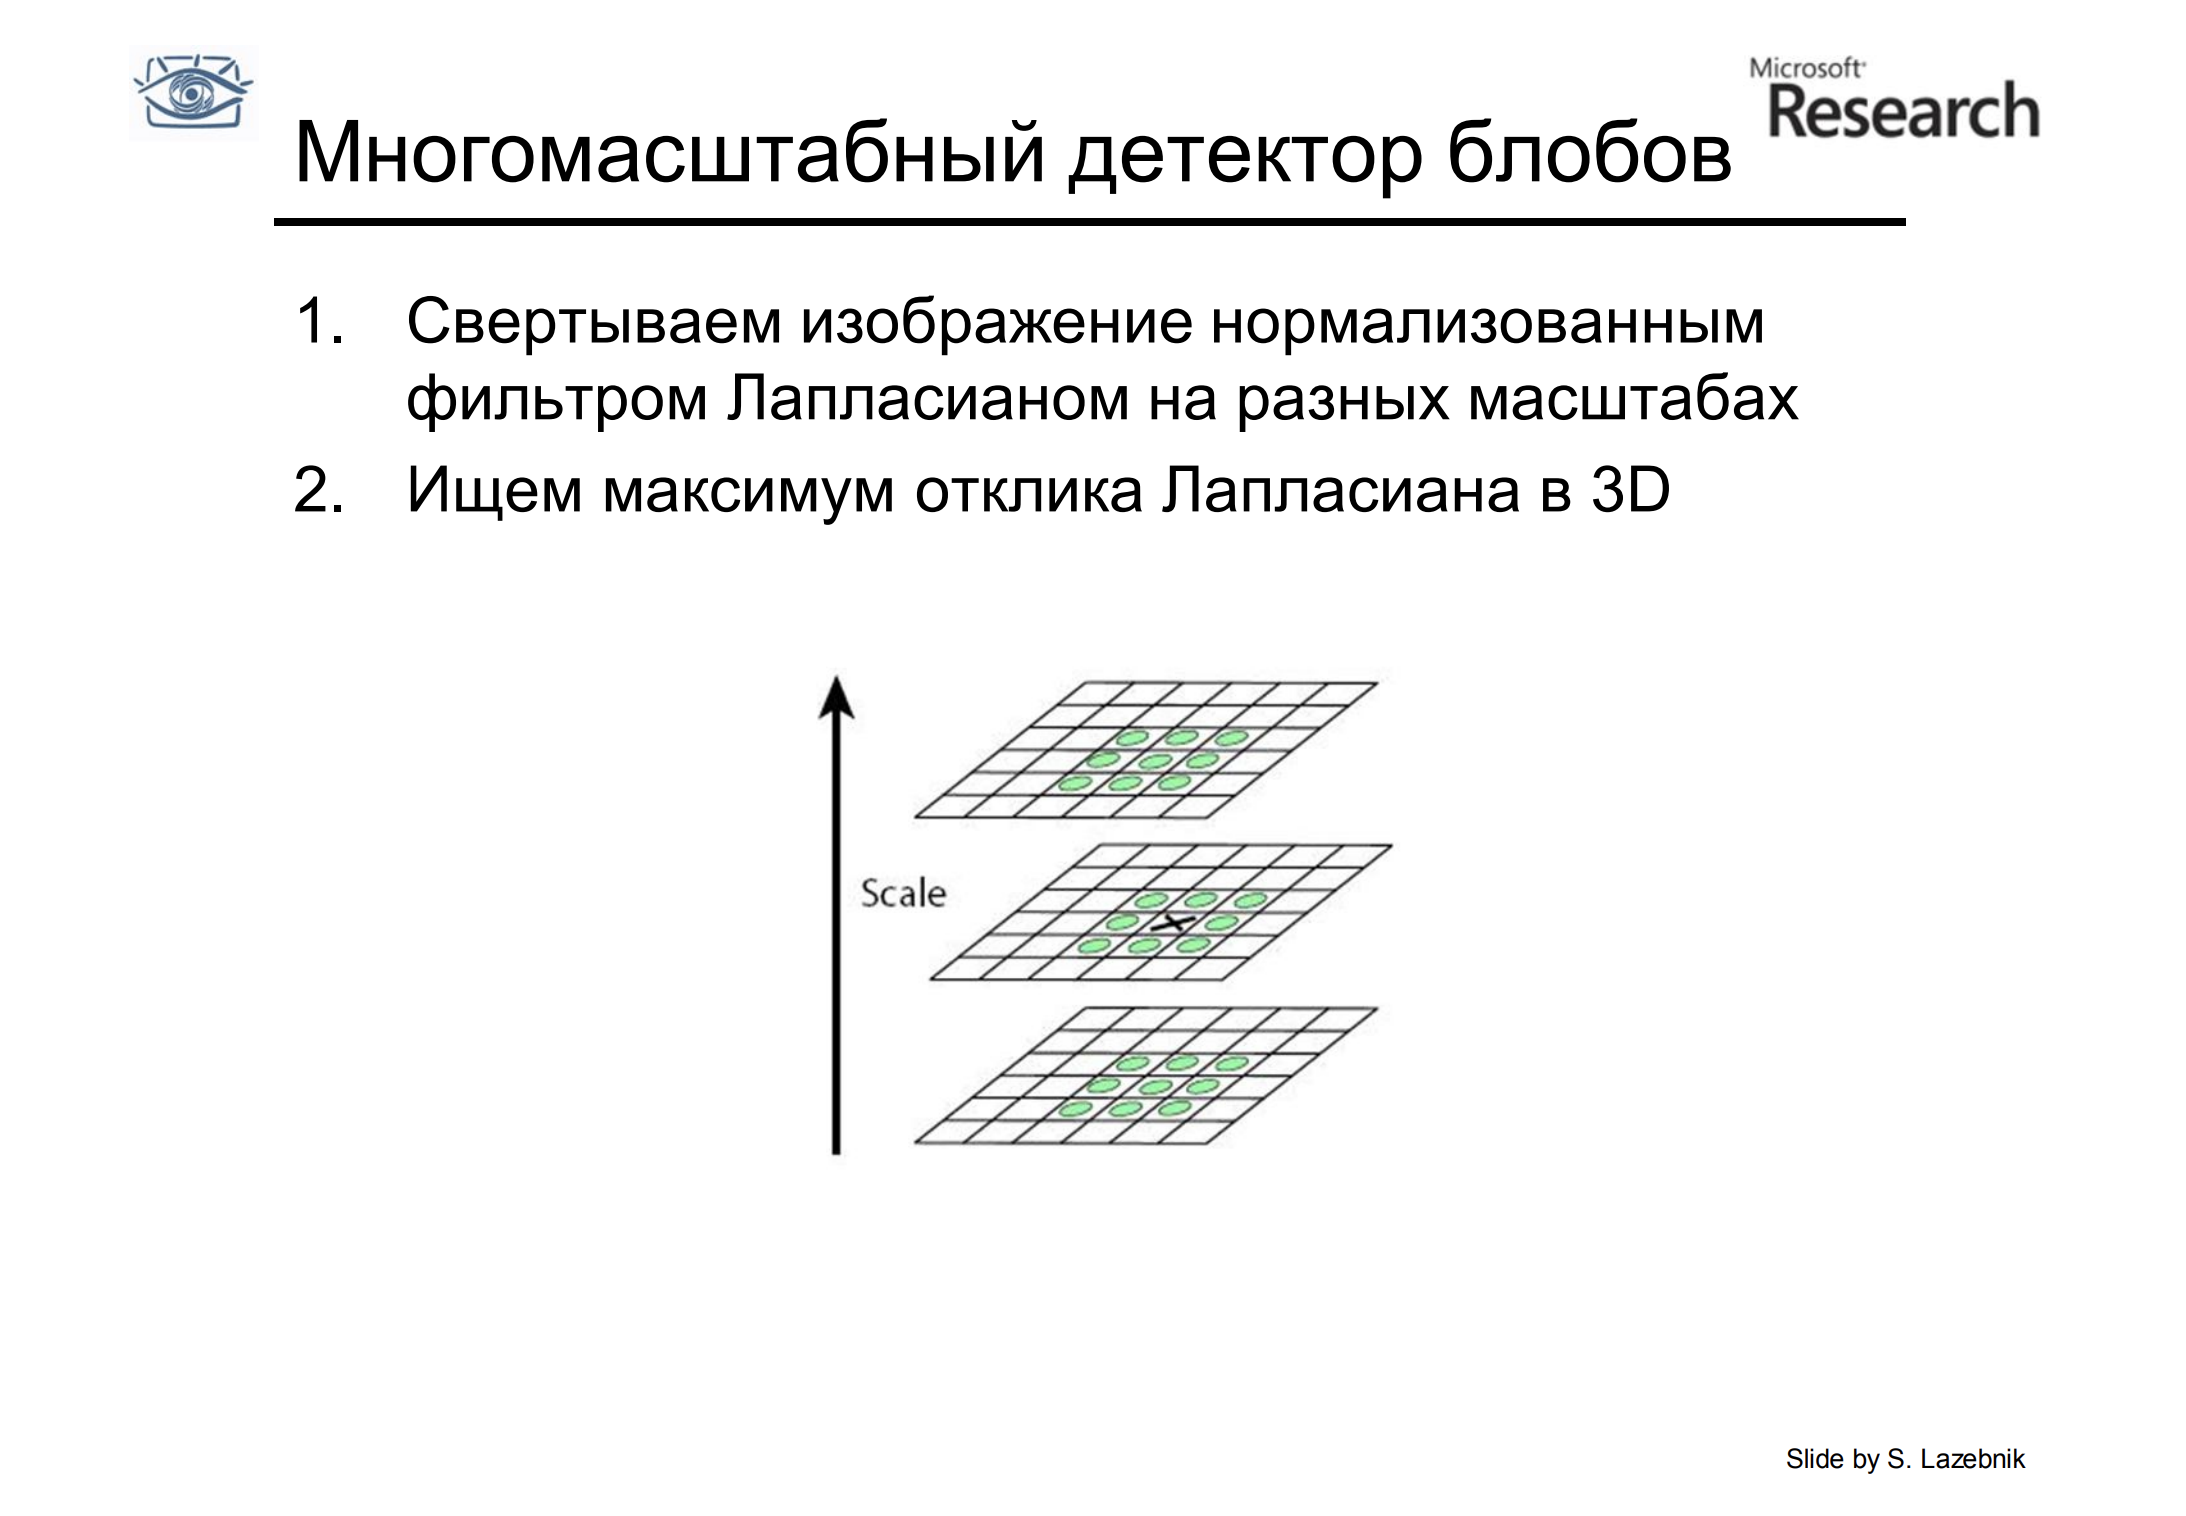 Microsoft
Research
Многомасштабный детектор блобов
1. Свертываем изображение нормализованным
фильтром Лапласианом на разных масштабах
2. Ищем максимум отклика Лапласиана в 3D
Scale
Slide by S. Lazebnik